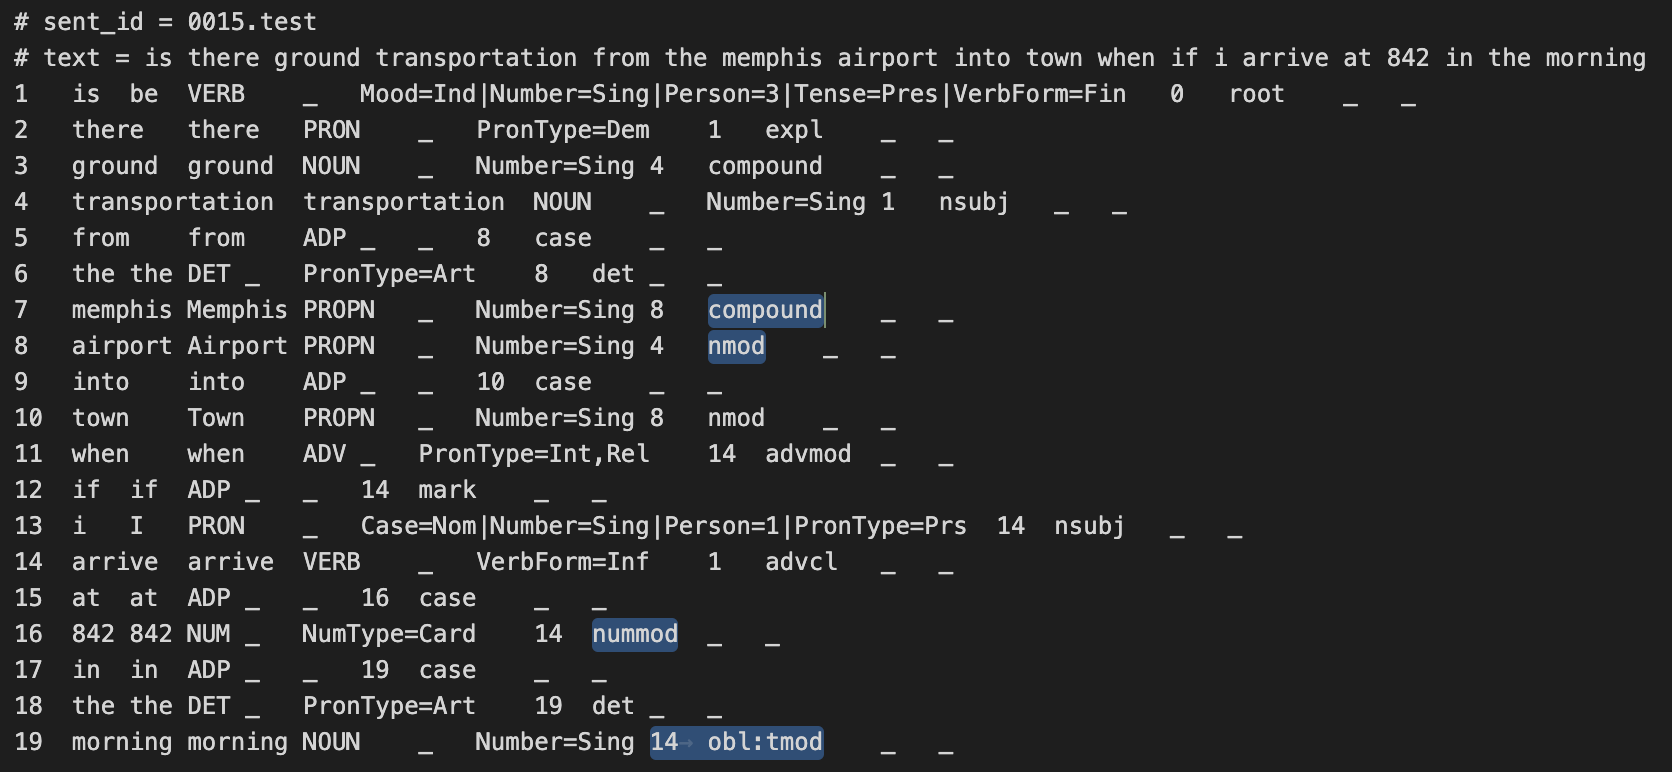 # sent_id = 0015.test
# text = is there ground transportation from the memphis airport into town when if i arrive at 842 in the morning
1 is be VERB _ Mood=Ind|Number=Sing|Person=3|Tense=Pres|VerbForm=Fin 0 root _ _
2 there there PRON _ PronType=Dem 1 expl _ _
3 ground ground NOUN _ Number=Sing 4 compound _ _
4 transportation transportation NOUN _ Number=Sing 1 nsubj _ _
5 from from ADP _ _ 8 case _ _
6 the the DET _ PronType=Art 8 det _ _
7 memphis Memphis PROPN _ Number=Sing 8 compound _ _
8 airport Airport PROPN _ Number=Sing 4 nmod _ _
9 into into ADP _ _ 10 case _ _
10 town Town PROPN _ Number=Sing 8 nmod _ _
11 when when ADV _ PronType=Int,Rel 14 advmod _ _
12 if if ADP _ _ 14 mark _ _
13 i I PRON _ Case=Nom|Number=Sing|Person=1|PronType=Prs 14 nsubj _ _
14 arrive arrive VERB _ VerbForm=Inf 1 advcl _ _
15 at at ADP _ _ 16 case _ _
16 842 842 NUM _ NumType=Card 14 nummod _ _
17 in in ADP _ _ 19 case _ _
18 the the DET _ PronType=Art 19 det _ _
19 morning morning NOUN _ Number=Sing 14→ obl:tmod _ _